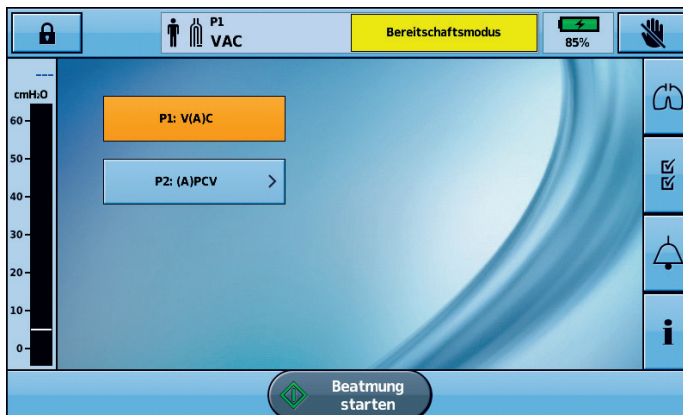 P1
VAC
Bereitschaftsmodus
85%
---
cmH₂O
60
50
40
30
20
10
0
P1: V(A)C
P2: (A)PCV
i
Beatmung
starten